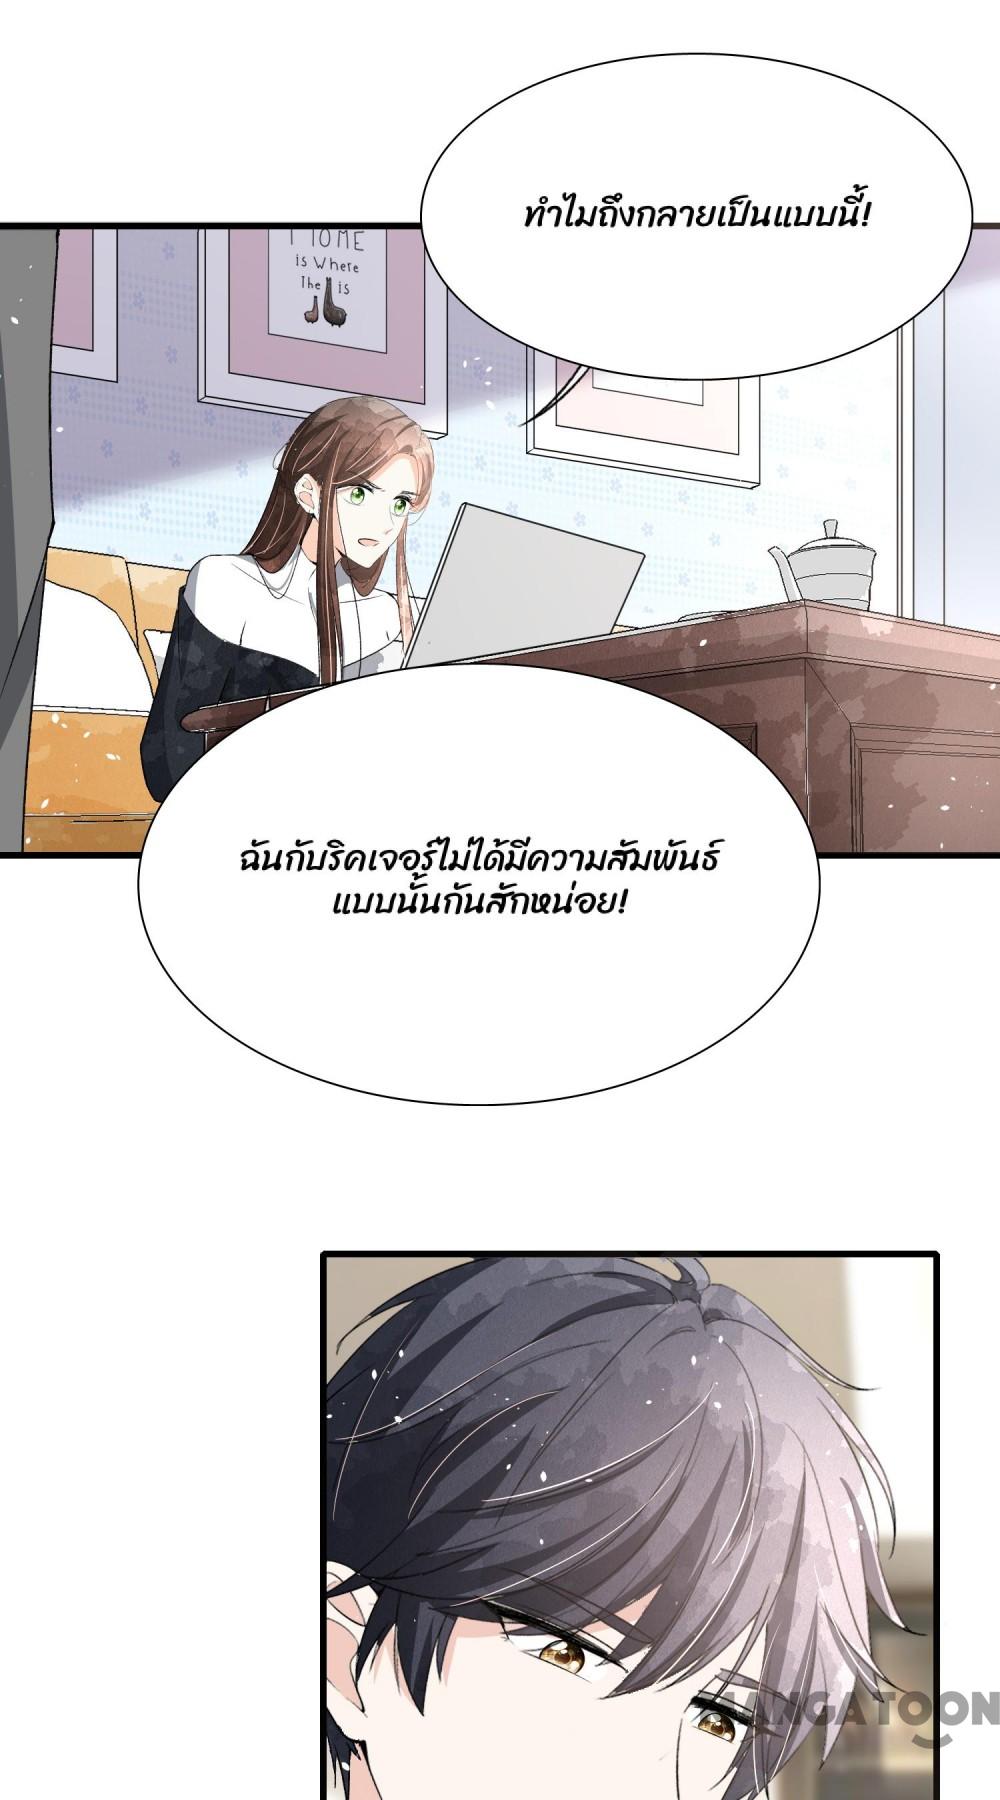 ทำไมถึงกลายเป็นแบบนี้!
HOME
is Where
The is
ฉันกับริคเจอร์ไม่ได้มีความสัมพันธ์
แบบนั้นกันสักหน่อย!
MANGATOON